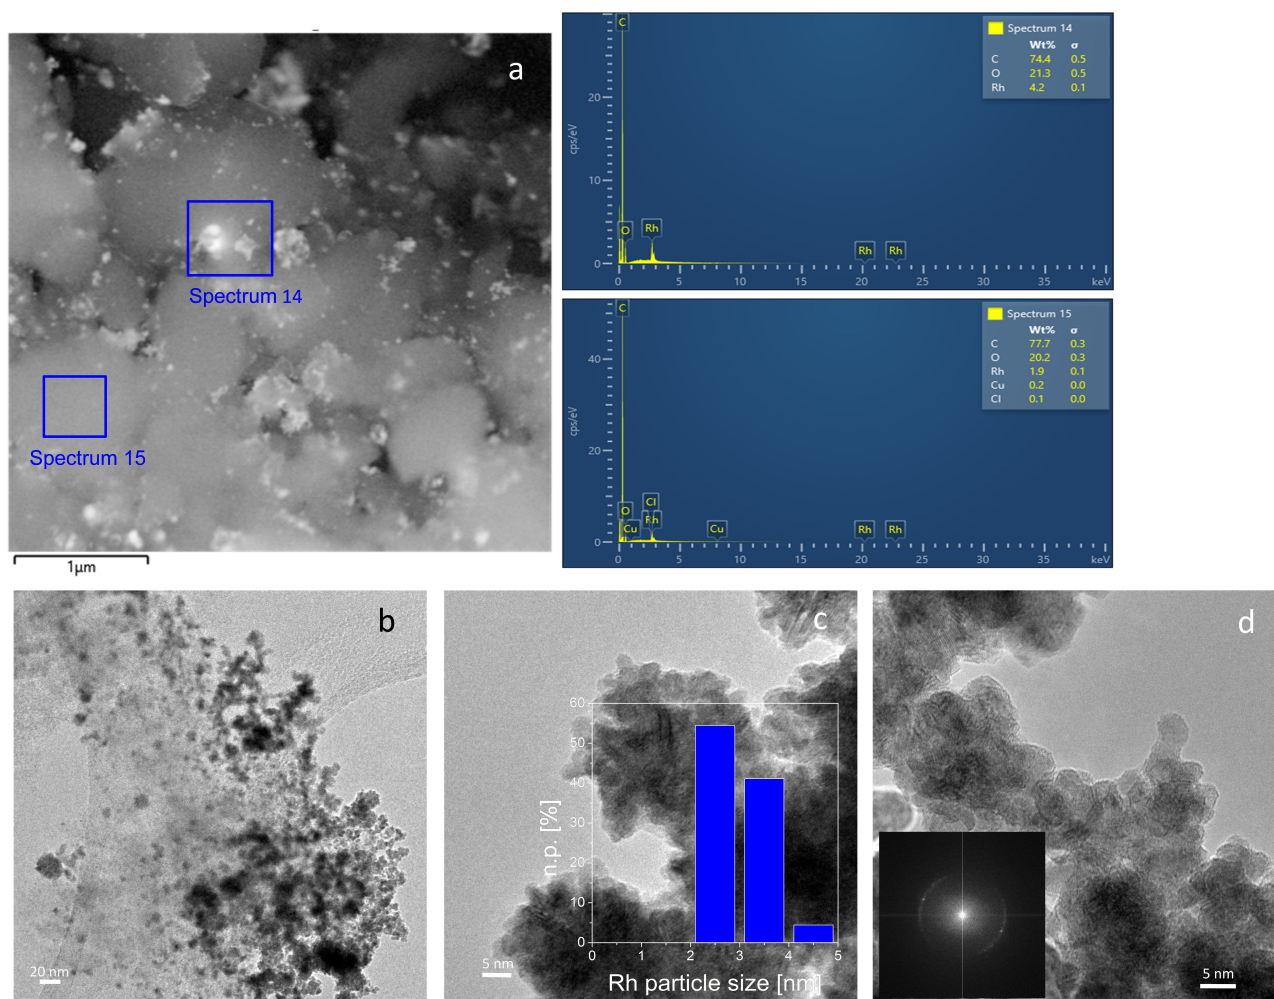 a
Spectrum 14
Spectrum 15
1µm
Spectrum 14
Wt% σ
C 74.4 0.5
O 21.3 0.5
Rh 4.2 0.1
C
20
10
0
cps/eV
O
Rh
Rh
Rh
0 5 10 15 20 25 30 35 keV
Spectrum 15
Wt% σ
C 77.7 0.3
O 20.2 0.3
Rh 1.9 0.1
Cu 0.2 0.0
Cl 0.1 0.0
C
40
20
0
cps/eV
Cl
O
Rh
Cu
Cu
Rh
Rh
0 5 10 15 20 25 30 35 keV
b
20 nm
c
60
50
40
30
20
10
0
n.p. [%]
0 1 2 3 4 5
Rh particle size [nm]
5 nm
d
5 nm